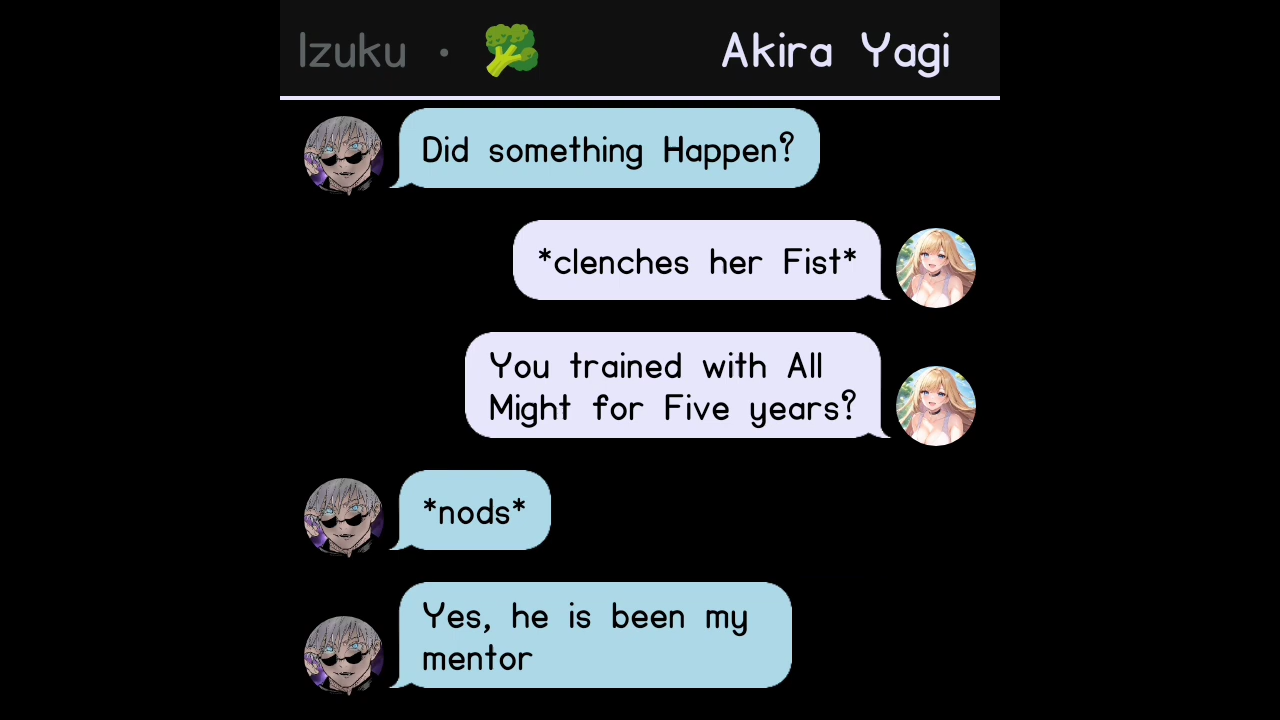 Izuku • 🥦
Akira Yagi
Did something Happen?
*clenches her Fist*
You trained with All
Might for Five years?
*nods*
Yes, he is been my
mentor